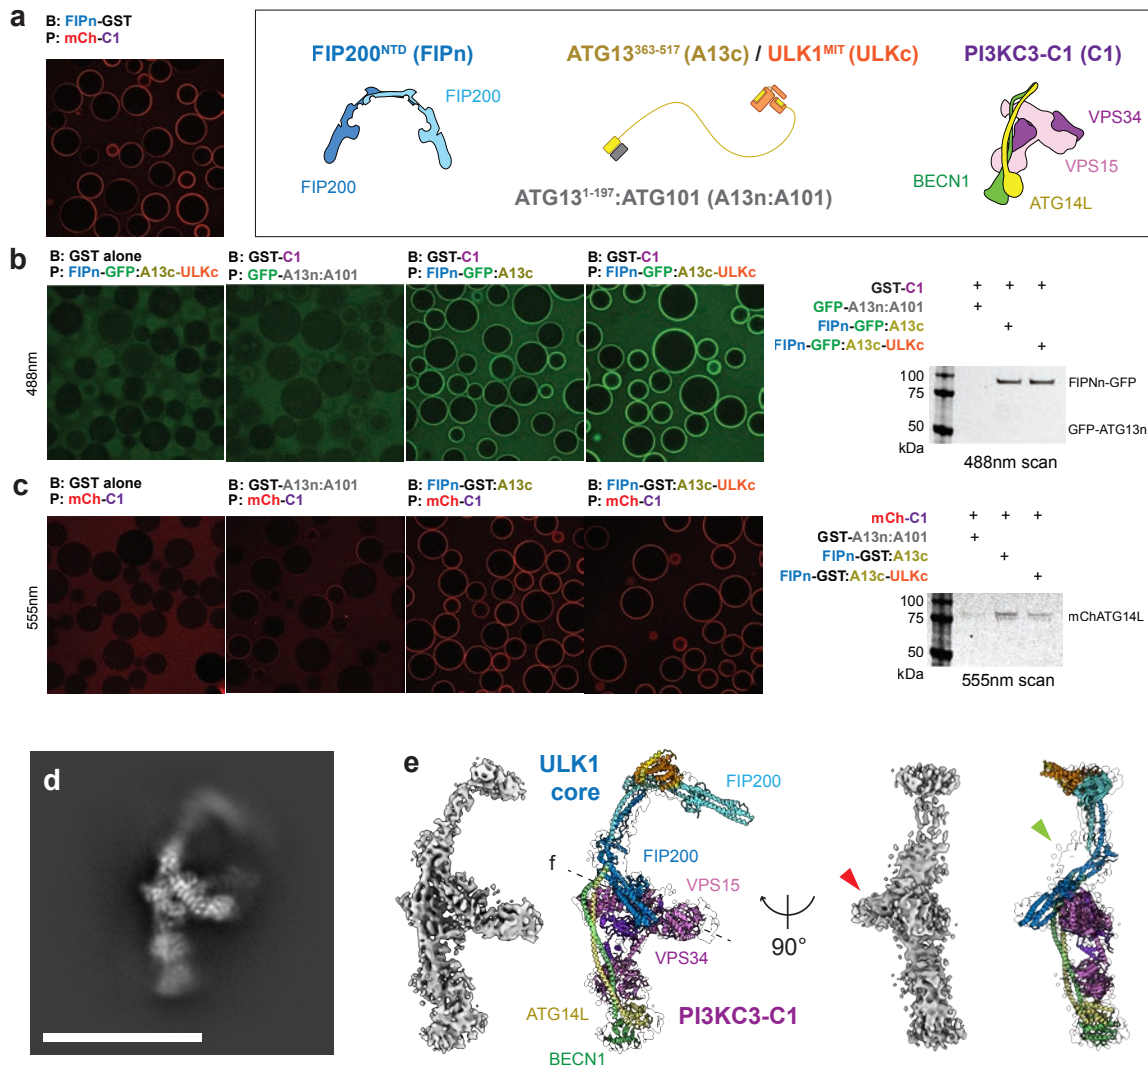 a
B: FIPn-GST
P: mCh-C1
FIP200NTD (FIPn)
FIP200
FIP200
ATG13363-517 (A13c) / ULK1MIT (ULKc)
ATG131-197:ATG101 (A13n:A101)
PI3KC3-C1 (C1)
VPS34
VPS15
BECN1
ATG14L
b
B: GST alone
P: FIPn-GFP:A13c-ULKc
B: GST-C1
P: GFP-A13n:A101
B: GST-C1
P: FIPn-GFP:A13c
B: GST-C1
P: FIPn-GFP:A13c-ULKc
488nm
GST-C1 + + +
GFP-A13n:A101 +
FIPn-GFP:A13c +
FIPn-GFP:A13c-ULKc +
100
75
50
kDa
FIPNn-GFP
GFP-ATG13n
488nm scan
c
B: GST alone
P: mCh-C1
B: GST-A13n:A101
P: mCh-C1
B: FIPn-GST:A13c
P: mCh-C1
B: FIPn-GST:A13c-ULKc
P: mCh-C1
555nm
mCh-C1 + + +
GST-A13n:A101 +
FIPn-GST:A13c +
FIPn-GST:A13c-ULKc +
100
75
50
kDa
mChATG14L
555nm scan
d
e
ULK1
core
FIP200
FIP200
f
VPS15
VPS34
ATG14L
PI3KC3-C1
BECN1
90°